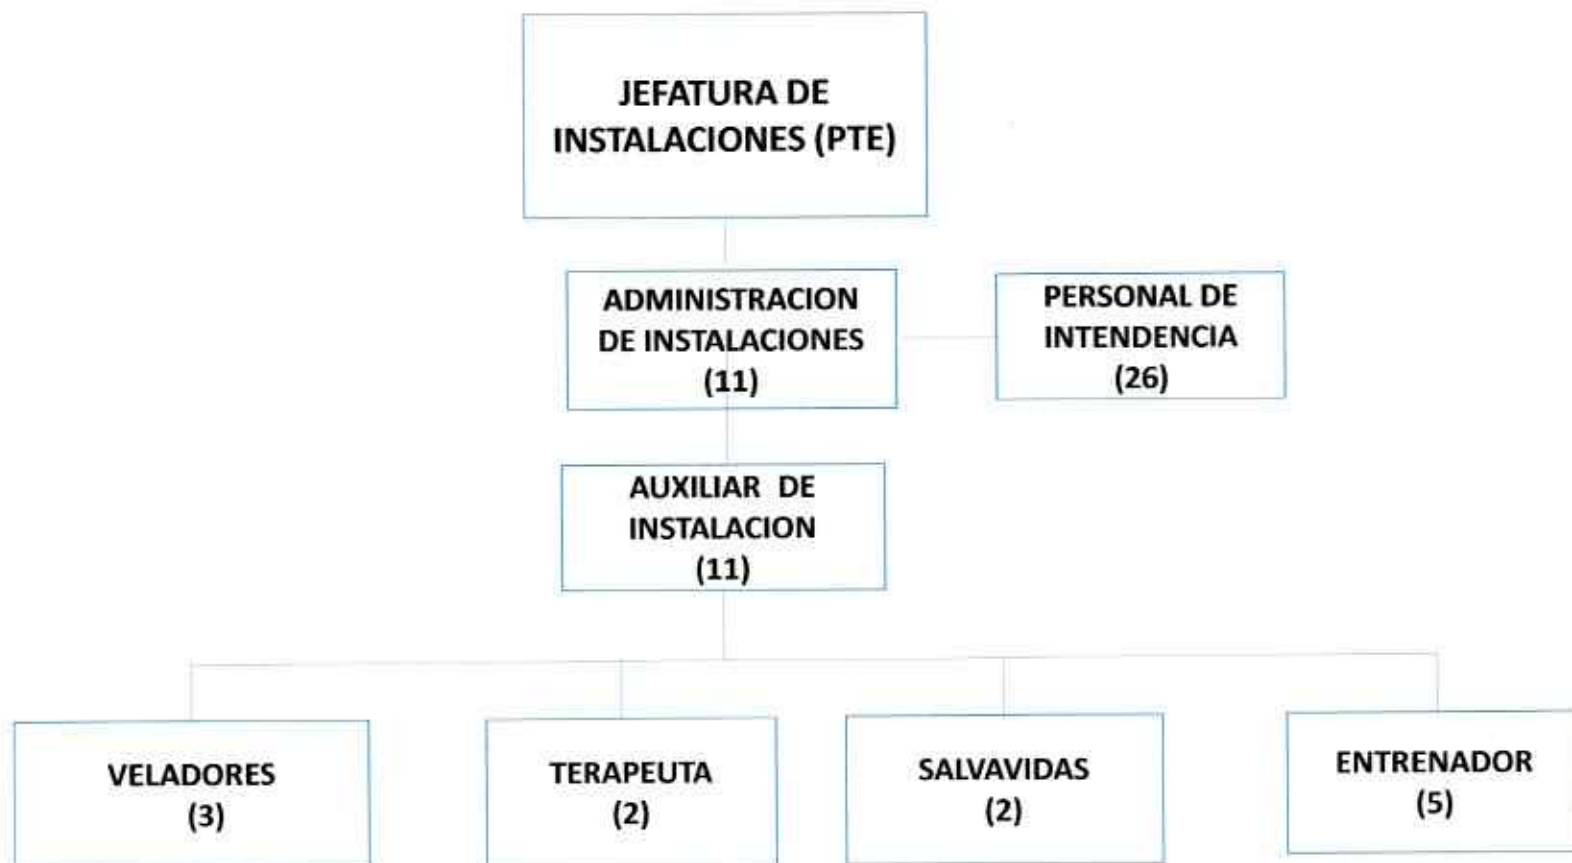 JEFATURA DE
INSTALACIONES (PTE)
ADMINISTRACION
DE INSTALACIONES
(11)
PERSONAL DE
INTENDENCIA
(26)
AUXILIAR DE
INSTALACION
(11)
VELADORES
(3)
TERAPEUTA
(2)
SALVAVIDAS
(2)
ENTRENADOR
(5)